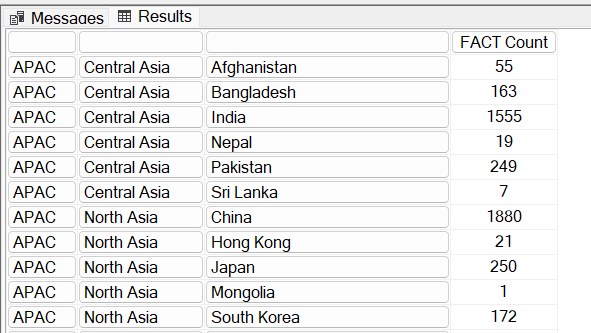 Messages Results
FACT Count
APAC Central Asia Afghanistan 55
APAC Central Asia Bangladesh 163
APAC Central Asia India 1555
APAC Central Asia Nepal 19
APAC Central Asia Pakistan 249
APAC Central Asia Sri Lanka 7
APAC North Asia China 1880
APAC North Asia Hong Kong 21
APAC North Asia Japan 250
APAC North Asia Mongolia 1
APAC North Asia South Korea 172